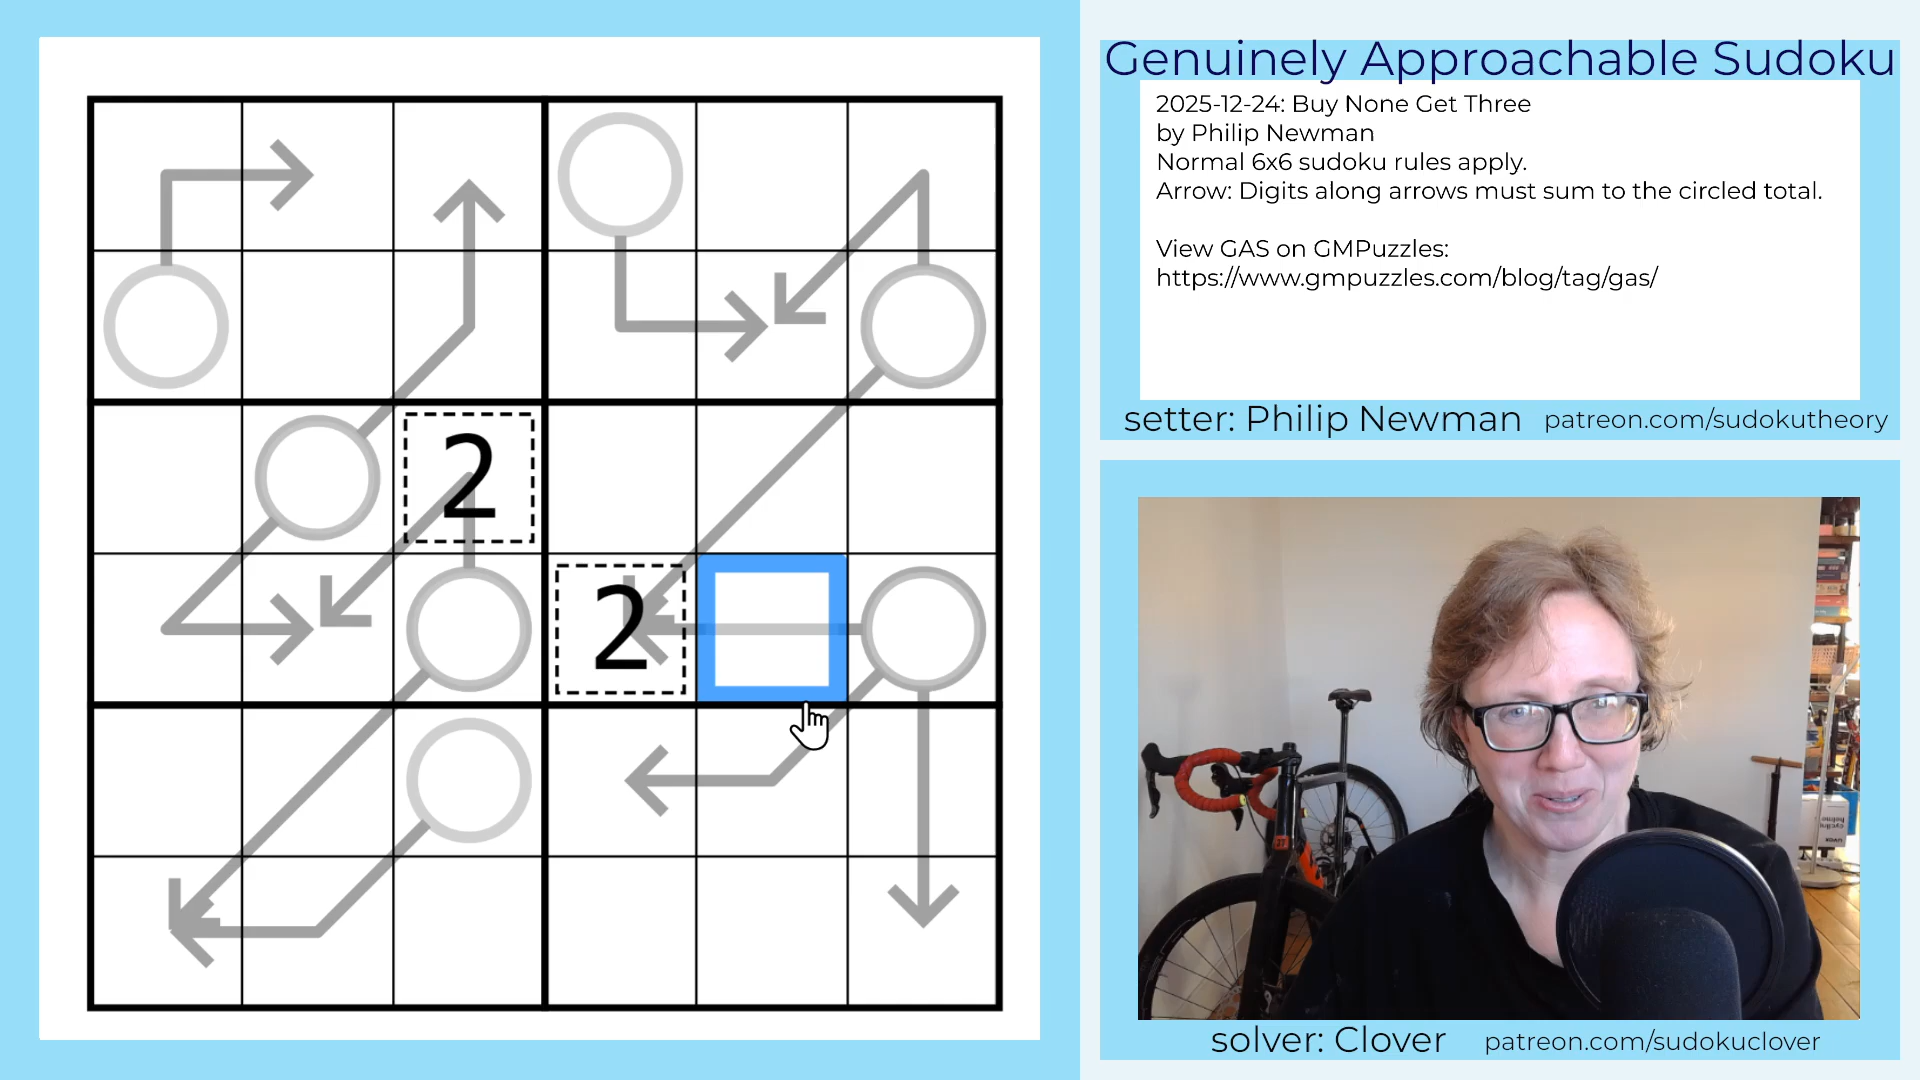 Genuinely Approachable Sudoku
2025-12-24: Buy None Get Three
by Philip Newman
Normal 6x6 sudoku rules apply.
Arrow: Digits along arrows must sum to the circled total.
View GAS on GMPuzzles:
https://www.gmpuzzles.com/blog/tag/gas/
setter: Philip Newman patreon.com/sudokutheory
2
2
solver: Clover patreon.com/sudokuclover